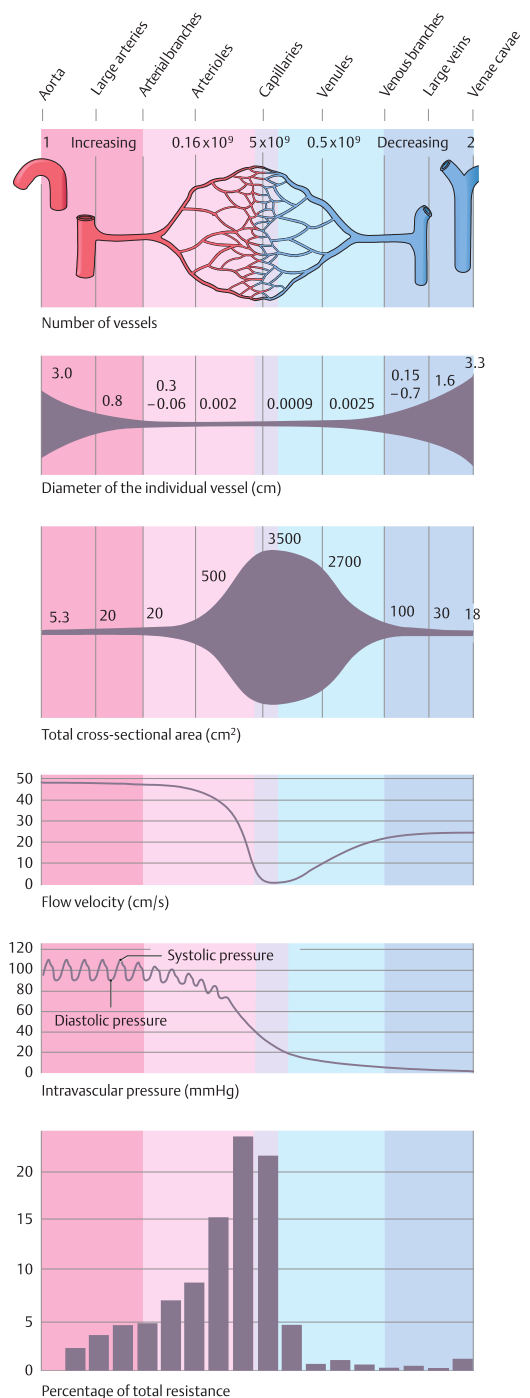 Aorta
Large arteries
Arterial branches
Arterioles
Capillaries
Venules
Venous branches
Large veins
Venae cavae
1 Increasing 0.16x10⁹ 5x10⁹ 0.5x10⁹ Decreasing 2
Number of vessels
3.0 0.8 0.3–0.06 0.002 0.0009 0.0025 0.15–0.7 1.6 3.3
Diameter of the individual vessel (cm)
5.3 20 20 500 3500 2700 100 30 18
Total cross-sectional area (cm²)
50
40
30
20
10
0
Flow velocity (cm/s)
120
100
80
60
40
20
0
Systolic pressure
Diastolic pressure
Intravascular pressure (mmHg)
20
15
10
5
0
Percentage of total resistance